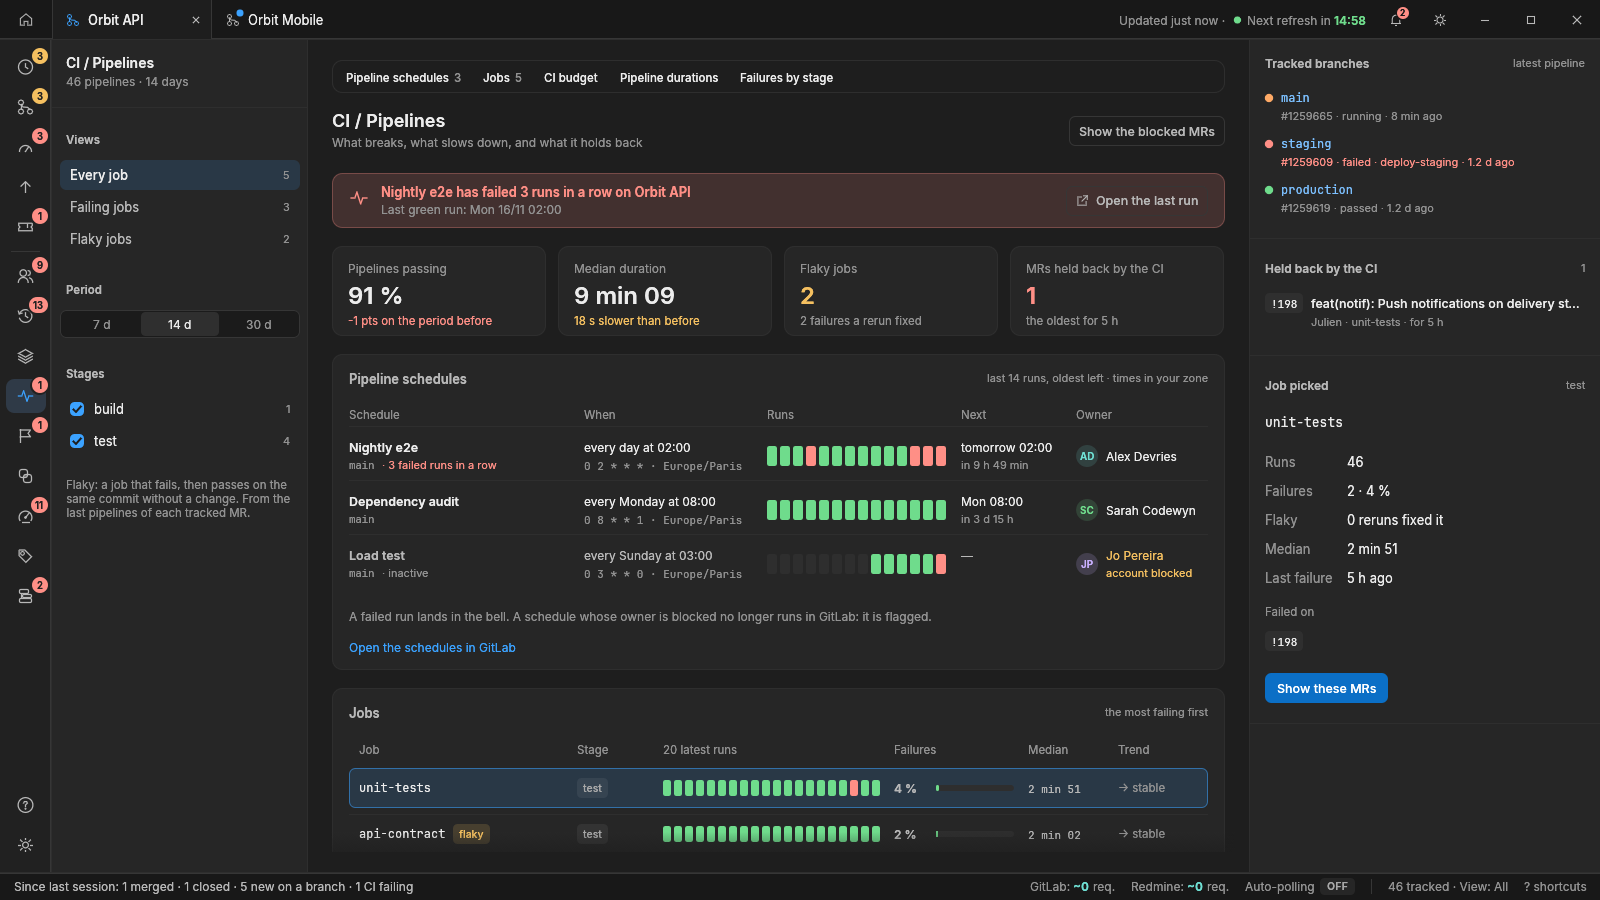 Orbit API
Orbit Mobile
Updated just now ·
Next refresh in 14:58
2
3
3
3
1
9
13
1
1
11
2
CI / Pipelines
46 pipelines · 14 days
Views
Every job 5
Failing jobs 3
Flaky jobs 2
Period
7 d 14 d 30 d
Stages
build 1
test 4
Flaky: a job that fails, then passes on the
same commit without a change. From the
last pipelines of each tracked MR.
Pipeline schedules 3 Jobs 5 CI budget Pipeline durations Failures by stage
CI / Pipelines
What breaks, what slows down, and what it holds back
Show the blocked MRs
Nightly e2e has failed 3 runs in a row on Orbit API
Last green run: Mon 16/11 02:00
Open the last run
Pipelines passing
91 %
-1 pts on the period before
Median duration
9 min 09
18 s slower than before
Flaky jobs
2
2 failures a rerun fixed
MRs held back by the CI
1
the oldest for 5 h
Pipeline schedules
last 14 runs, oldest left · times in your zone
Schedule When Runs Next Owner
Nightly e2e every day at 02:00 tomorrow 02:00 AD Alex Devries
main · 3 failed runs in a row 0 2 * * * · Europe/Paris in 9 h 49 min
Dependency audit every Monday at 08:00 Mon 08:00 SC Sarah Codewyn
main 0 8 * * 1 · Europe/Paris in 3 d 15 h
Load test every Sunday at 03:00 — JP Jo Pereira
main · inactive 0 3 * * 0 · Europe/Paris account blocked
A failed run lands in the bell. A schedule whose owner is blocked no longer runs in GitLab: it is flagged.
Open the schedules in GitLab
Jobs
the most failing first
Job Stage 20 latest runs Failures Median Trend
unit-tests test 4 % 2 min 51 → stable
api-contract flaky test 2 % 2 min 02 → stable
Tracked branches latest pipeline
main
#1259665 · running · 8 min ago
staging
#1259609 · failed · deploy-staging · 1.2 d ago
production
#1259619 · passed · 1.2 d ago
Held back by the CI 1
!198 feat(notif): Push notifications on delivery st...
Julien · unit-tests · for 5 h
Job picked test
unit-tests
Runs 46
Failures 2 · 4 %
Flaky 0 reruns fixed it
Median 2 min 51
Last failure 5 h ago
Failed on
!198
Show these MRs
Since last session: 1 merged · 1 closed · 5 new on a branch · 1 CI failing
GitLab: ~0 req. Redmine: ~0 req. Auto-polling OFF 46 tracked · View: All ? shortcuts